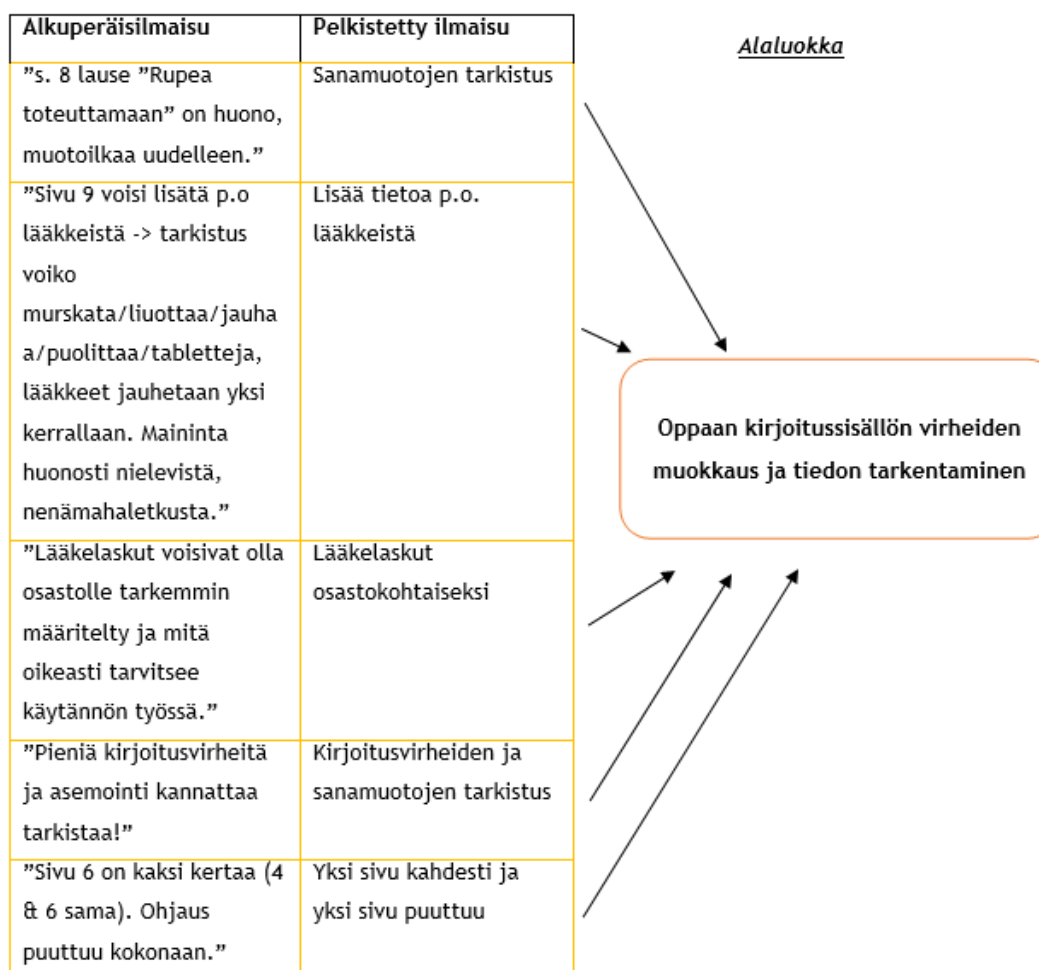 Alkuperäisilmaisu
Pelkistetty ilmaisu
Alaluokka
”s. 8 lause ”Rupea
toteuttamaan” on huono,
muotoilkaa uudelleen.”
Sanamuotojen tarkistus
”Sivu 9 voisi lisätä p.o
lääkkeistä -> tarkistus
voiko
murskata/liuottaa/jauha
a/puolittaa/tabletteja,
lääkkeet jauhetaan yksi
kerrallaan. Maininta
huonosti nielevistä,
nenämahaletkusta.”
Lisää tietoa p.o.
lääkkeistä
”Lääkelaskut voisivat olla
osastolle tarkemmin
määritelty ja mitä
oikeasti tarvitsee
käytännön työssä.”
Lääkelaskut
osastokohtaiseksi
”Pieniä kirjoitusvirheitä
ja asemointi kannattaa
tarkistaa!”
Kirjoitusvirheiden ja
sanamuotojen tarkistus
”Sivu 6 on kaksi kertaa (4
& 6 sama). Ohjaus
puuttuu kokonaan.”
Yksi sivu kahdesti ja
yksi sivu puuttuu
Oppaan kirjoitussisällön virheiden
muokkaus ja tiedon tarkentaminen